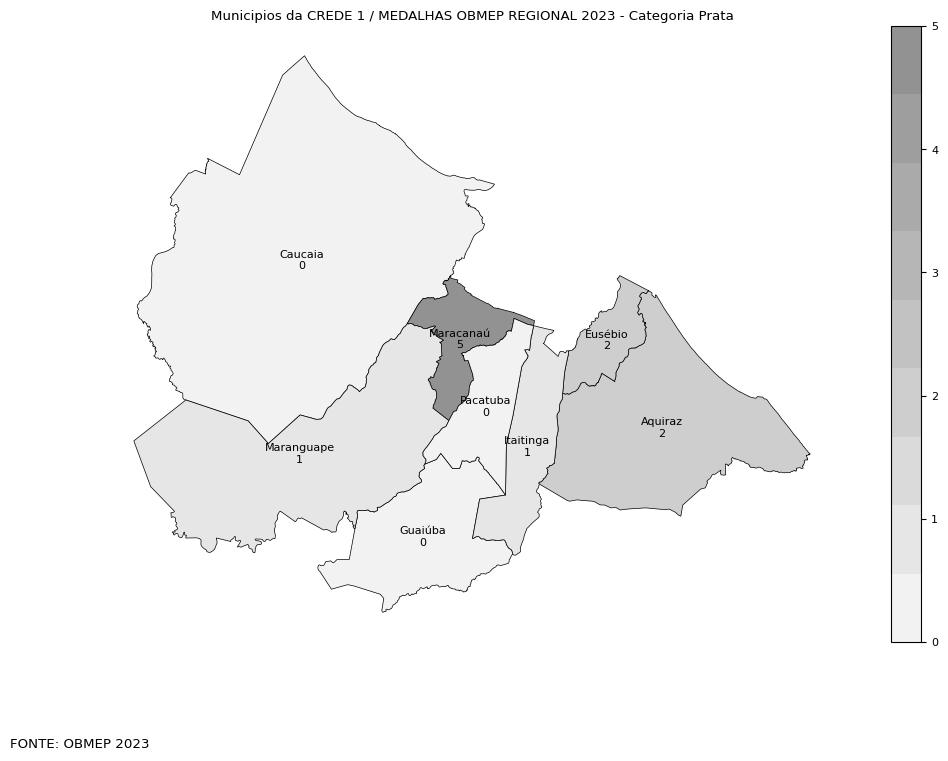 Municipios da CREDE 1 / MEDALHAS OBMEP REGIONAL 2023 - Categoria Prata
5
4
3
2
1
0
Caucaia
0
Maracanaú
5
Eusébio
2
Pacatuba
0
Aquiraz
2
Itaitinga
1
Maranguape
1
Guaiúba
0
FONTE: OBMEP 2023